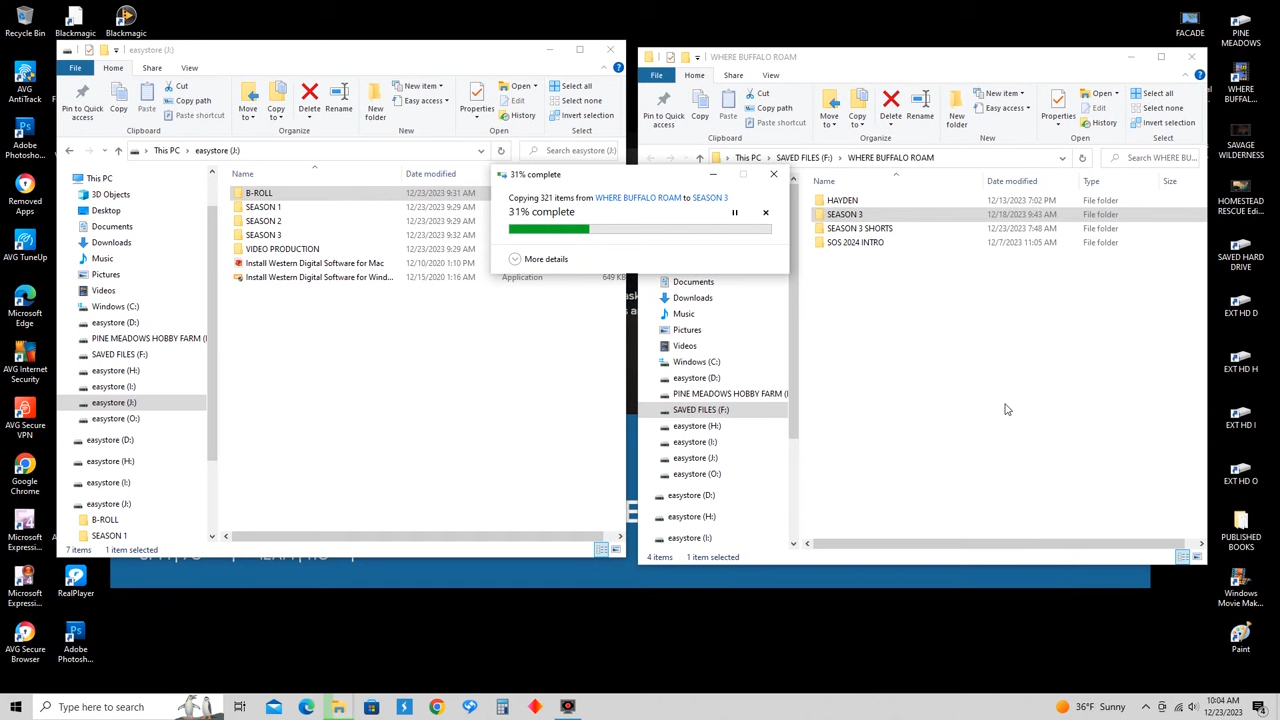 Recycle Bin
Blackmagic
Blackmagic
FACADE
PINE
MEADOWS
easystore (J:)
File
Home
Share
View
Pin to Quick
access
Copy
Paste
Cut
Copy path
Paste shortcut
Clipboard
Move
to
Copy
to
Delete
Rename
Organize
New
folder
New item
Easy access
New
Properties
Open
Edit
History
Open
Select all
Select none
Invert selection
Select
This PC
easystore (J:)
Search easystore (J:)
Name
Date modified
B-ROLL 12/23/2023 9:31 AM
SEASON 1 12/23/2023 9:29 AM
SEASON 2 12/23/2023 9:29 AM
SEASON 3 12/23/2023 9:32 AM
VIDEO PRODUCTION 12/23/2023 9:29 AM
Install Western Digital Software for Mac 12/10/2020 1:10 PM
Install Western Digital Software for Wind... 12/15/2020 1:16 AM Application 649 KB
This PC
3D Objects
Desktop
Documents
Downloads
Music
Pictures
Videos
Windows (C:)
easystore (D:)
PINE MEADOWS HOBBY FARM (
SAVED FILES (F:)
easystore (H:)
easystore (I:)
easystore (J:)
easystore (O:)
easystore (D:)
easystore (H:)
easystore (I:)
easystore (J:)
B-ROLL
SEASON 1
7 items 1 item selected
31% complete
Copying 321 items from WHERE BUFFALO ROAM to SEASON 3
31% complete
More details
WHERE BUFFALO ROAM
File
Home
Share
View
Pin to Quick
access
Copy
Paste
Cut
Copy path
Paste shortcut
Clipboard
Move
to
Copy
to
Delete
Rename
Organize
New
folder
New item
Easy access
New
Properties
Open
Edit
History
Open
Select all
Select none
Invert selection
Select
This PC
SAVED FILES (F:)
WHERE BUFFALO ROAM
Search WHERE BU...
Name Date modified Type Size
HAYDEN 12/13/2023 7:02 PM File folder
SEASON 3 12/18/2023 9:43 AM File folder
SEASON 3 SHORTS 12/23/2023 7:48 AM File folder
SOS 2024 INTRO 12/7/2023 11:05 AM File folder
Documents
Downloads
Music
Pictures
Videos
Windows (C:)
easystore (D:)
PINE MEADOWS HOBBY FARM (
SAVED FILES (F:)
easystore (H:)
easystore (I:)
easystore (J:)
easystore (O:)
easystore (D:)
easystore (H:)
easystore (I:)
4 items 1 item selected
AVG
AntiTrack
Adobe
Photosho...
Removed
Apps
AVG TuneUp
Microsoft
Edge
AVG Internet
Security
AVG Secure
VPN
Google
Chrome
Microsoft
Expressi...
Microsoft
Expressi...
RealPlayer
AVG Secure
Browser
Adobe
Photosh...
WHERE
BUFFAL...
SAVAGE
WILDERNESS
HOMESTEAD
RESCUE Edi...
SAVED HARD
DRIVE
EXT HD D
EXT HD H
EXT HD I
EXT HD O
PUBLISHED
BOOKS
Windows
Movie Mak...
Paint
Type here to search
36°F Sunny
10:04 AM
12/23/2023
4